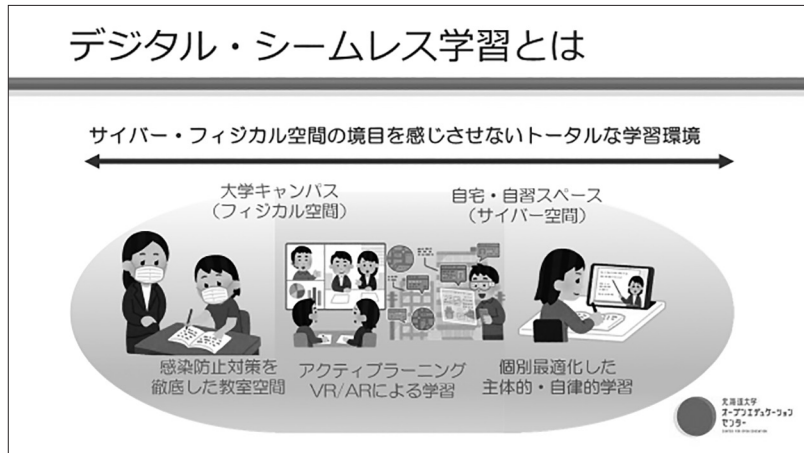 デジタル・シームレス学習とは
サイバー・フィジカル空間の境目を感じさせないトータルな学習環境
大学キャンパス
（フィジカル空間）
自宅・自習スペース
（サイバー空間）
感染防止対策を
徹底した教室空間
アクティブラーニング
VR/ARによる学習
個別最適化した
主体的・自律的学習
北海道大学
オープンエデュケーション
センター